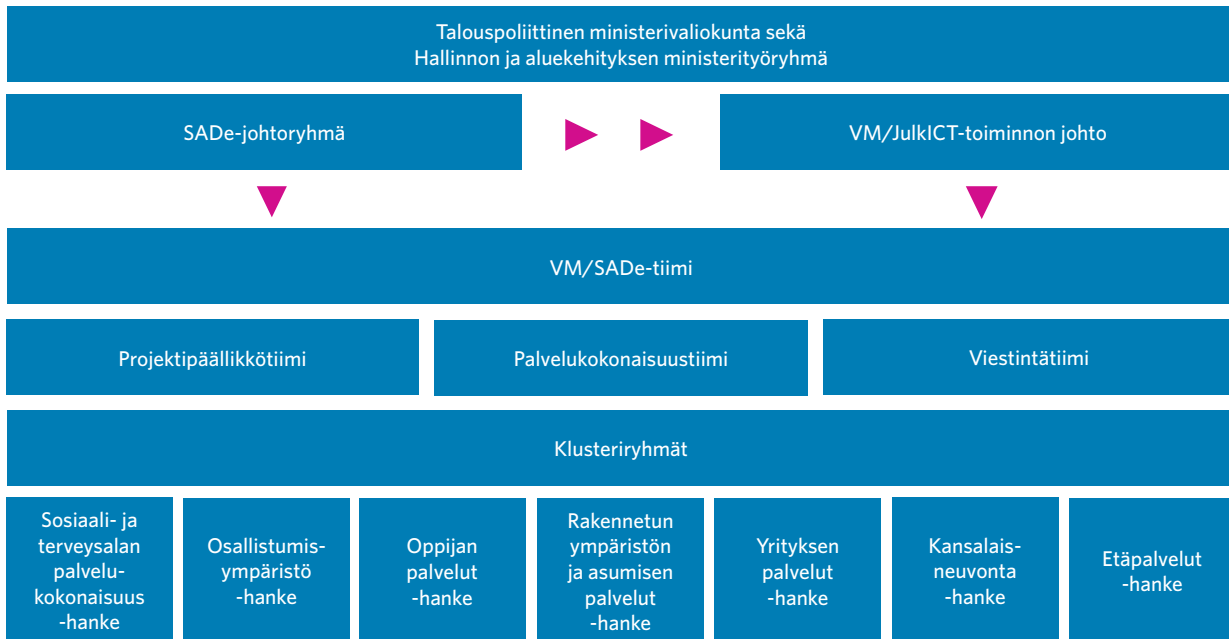 Talouspoliittinen ministerivaliokunta sekä
Hallinnon ja aluekehityksen ministerityöryhmä
SADe-johtoryhmä
VM/JulkICT-toiminnon johto
VM/SADe-tiimi
Projektipäällikkötiimi
Palvelukokonaisuustiimi
Viestintätiimi
Klusteriryhmät
Sosiaali- ja
terveysalan
palvelu-
kokonaisuus
-hanke
Osallistumis-
ympäristö
-hanke
Oppijan
palvelut
-hanke
Rakennetun
ympäristön
ja asumisen
palvelut
-hanke
Yrityksen
palvelut
-hanke
Kansalais-
neuvonta
-hanke
Etäpalvelut
-hanke